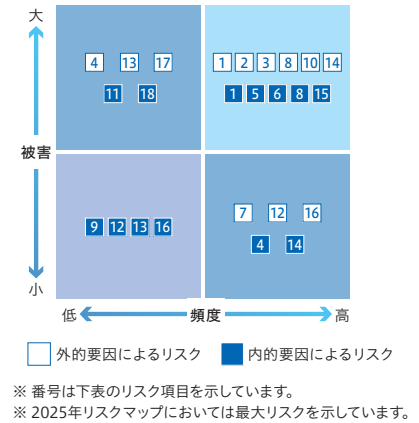 大
4 13 17
11 18
1 2 3 8 10 14
1 5 6 8 15
被害
9 12 13 16
7 12 16
4 14
小
低 頻度 高
外的要因によるリスク 内的要因によるリスク
※ 番号は下表のリスク項目を示しています。
※ 2025年リスクマップにおいては最大リスクを示しています。